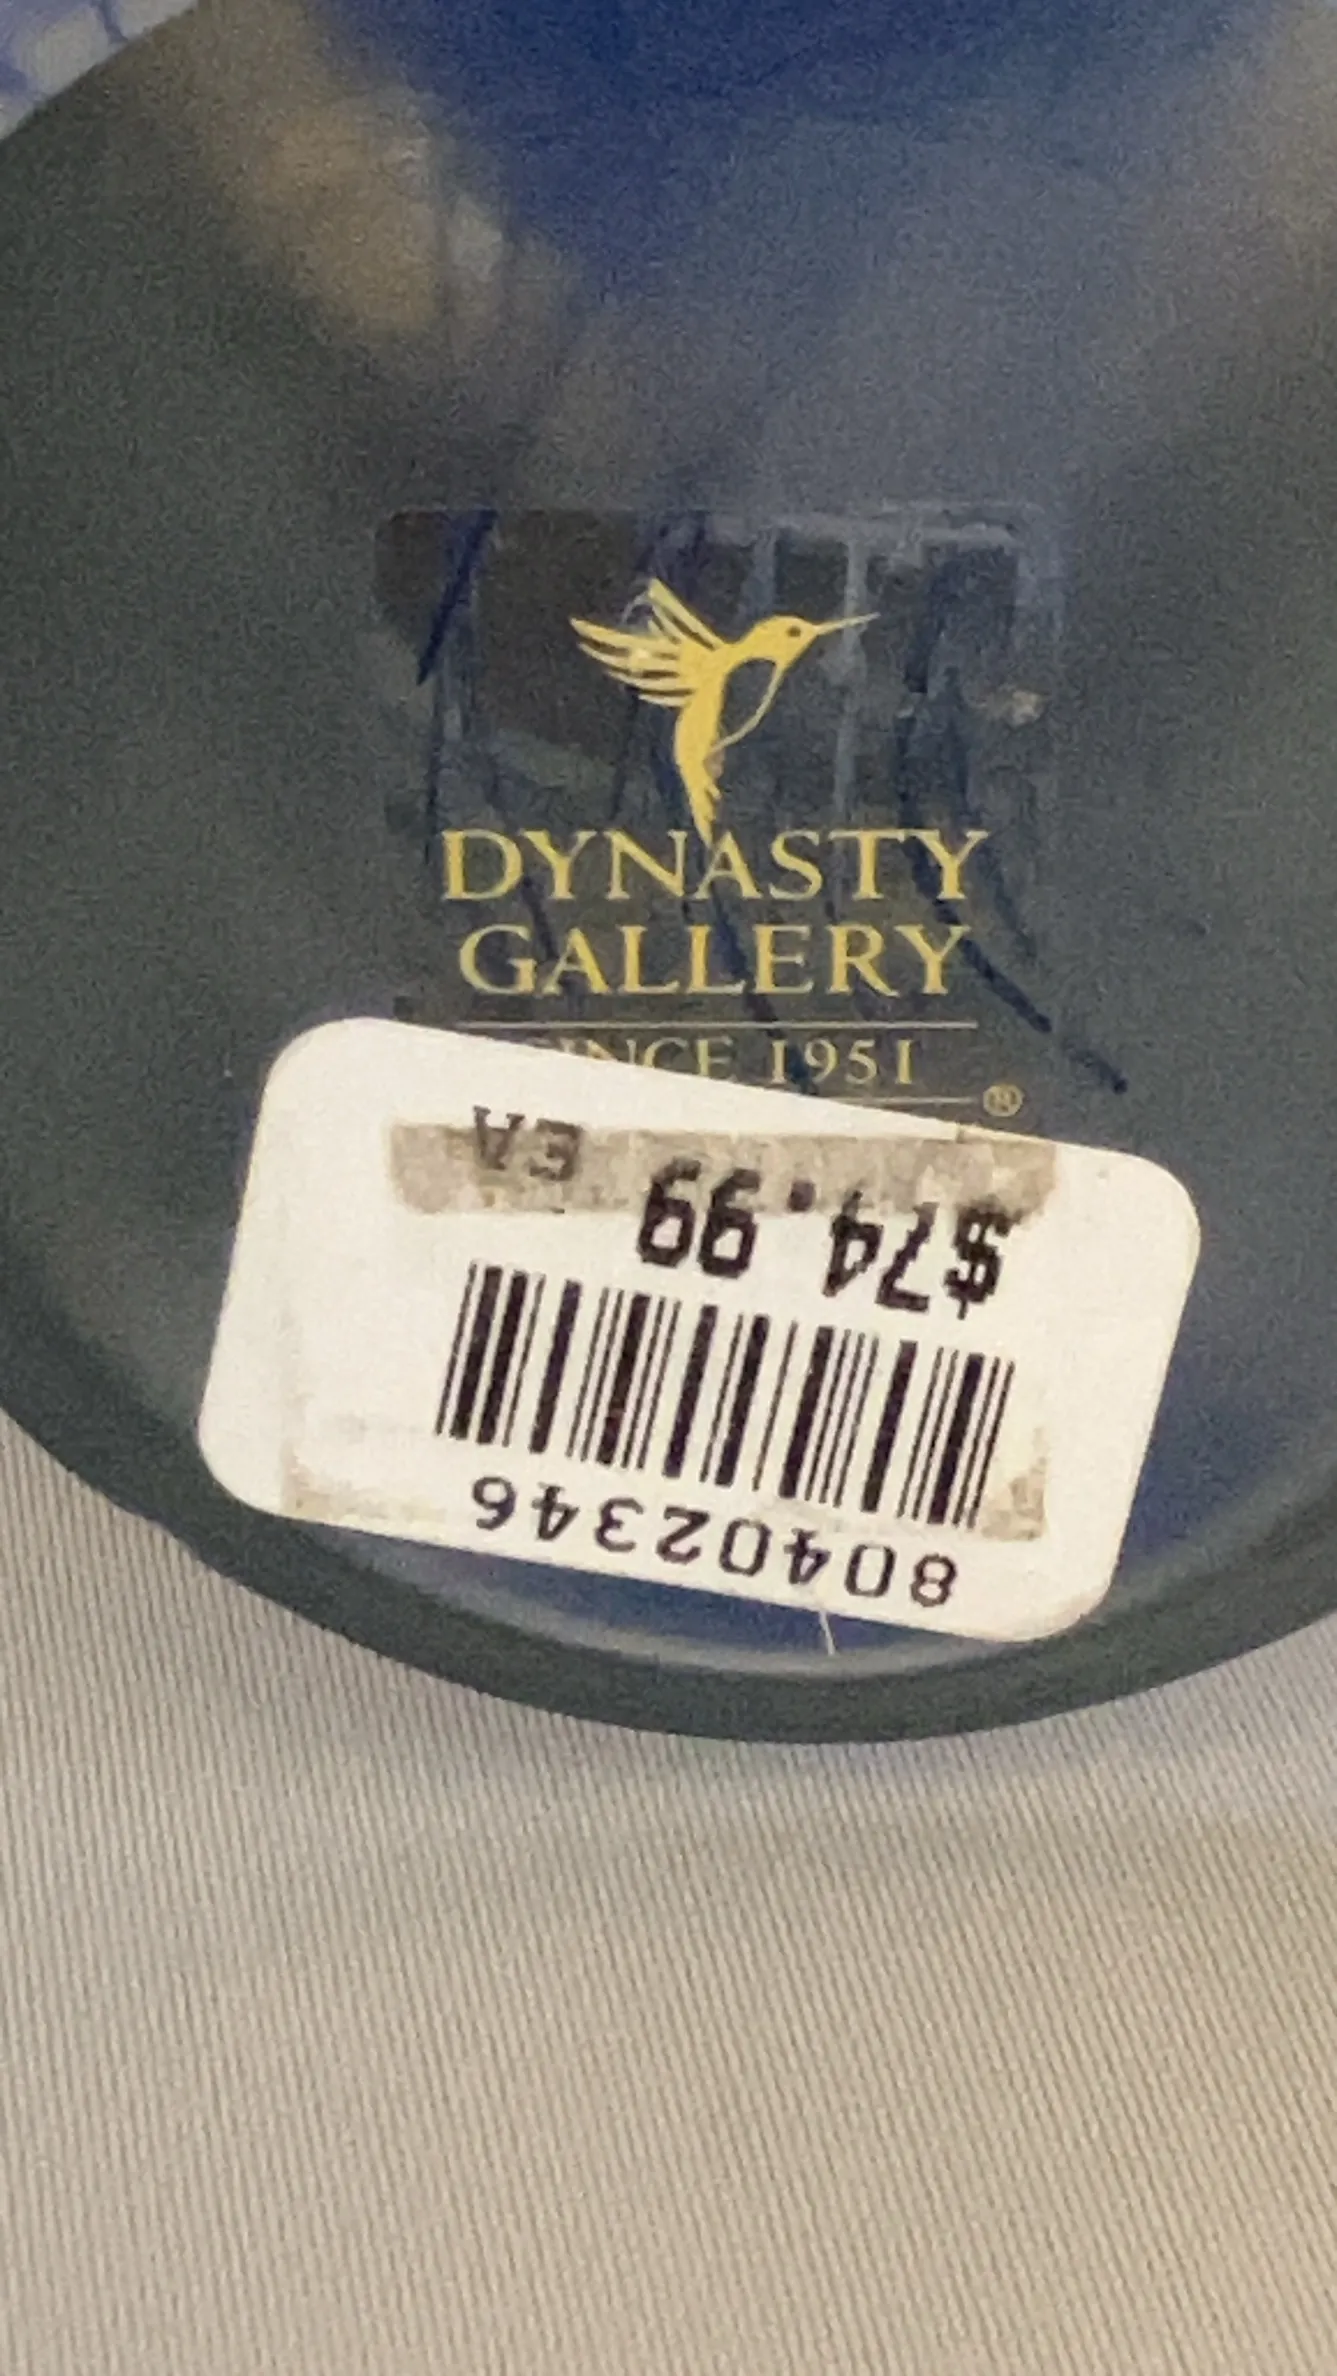 DYNASTY
GALLERY
SINCE 1951
®
80402346
$74.99
EA